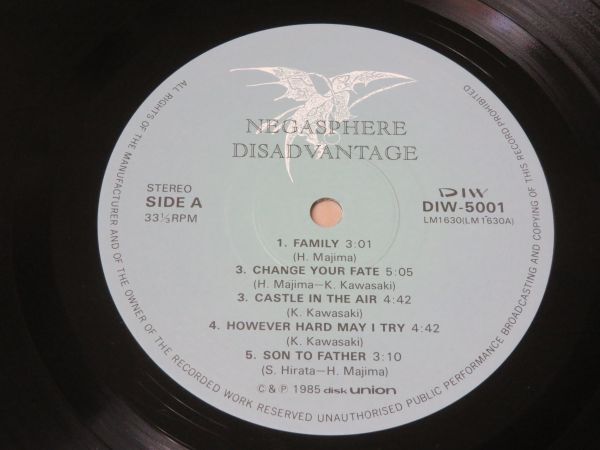 NEGASPHERE
DISADVANTAGE
STEREO
SIDE A
33⅓RPM
DIW
DIW-5001
LM1630(LM1630A)
1. FAMILY 3:01
(H. Majima)
3. CHANGE YOUR FATE 5:05
(H. Majima–K. Kawasaki)
3. CASTLE IN THE AIR 4:42
(K. Kawasaki)
4. HOWEVER HARD MAY I TRY 4:42
(K. Kawasaki)
5. SON TO FATHER 3:10
(S. Hirata–H. Majima)
© & ℗ 1985 disk union
ALL RIGHTS OF THE MANUFACTURER AND OF THE OWNER OF THE RECORDED WORK RESERVED UNAUTHORISED PUBLIC PERFORMANCE BROADCASTING AND COPYING OF THIS RECORD PROHIBITED